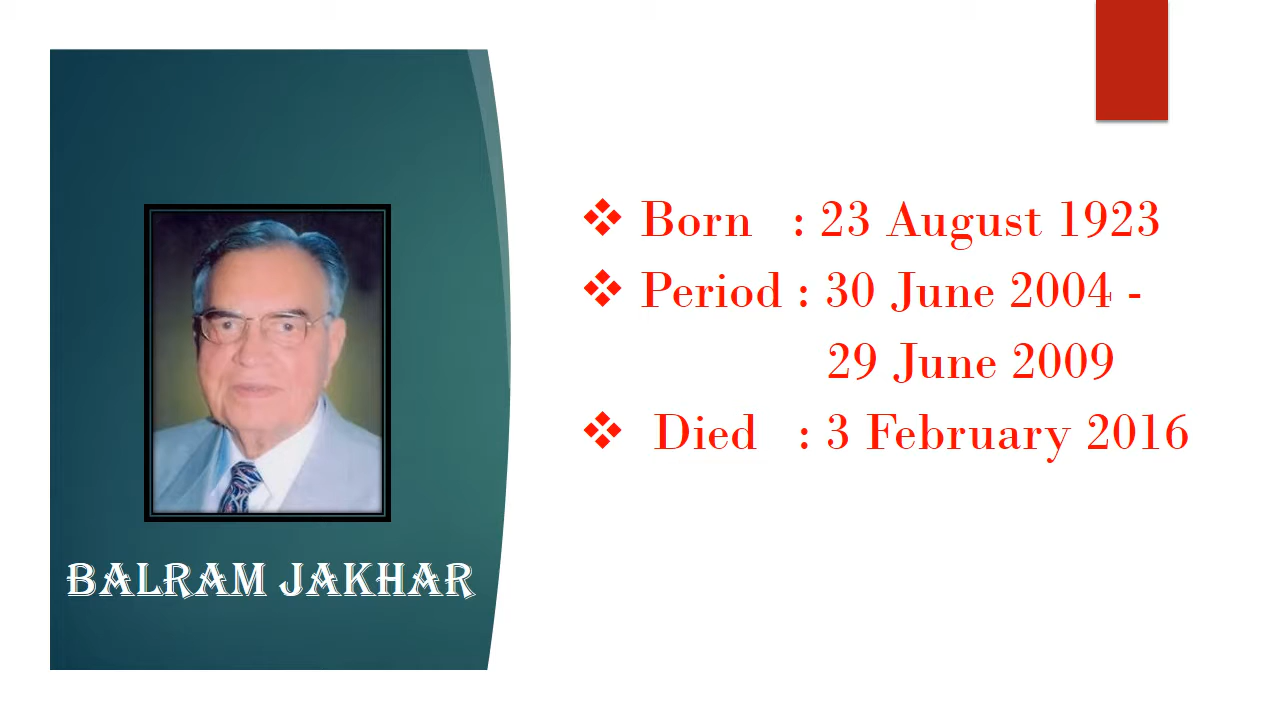 BALRAM JAKHAR
❖ Born : 23 August 1923
❖ Period : 30 June 2004 -
29 June 2009
❖ Died : 3 February 2016